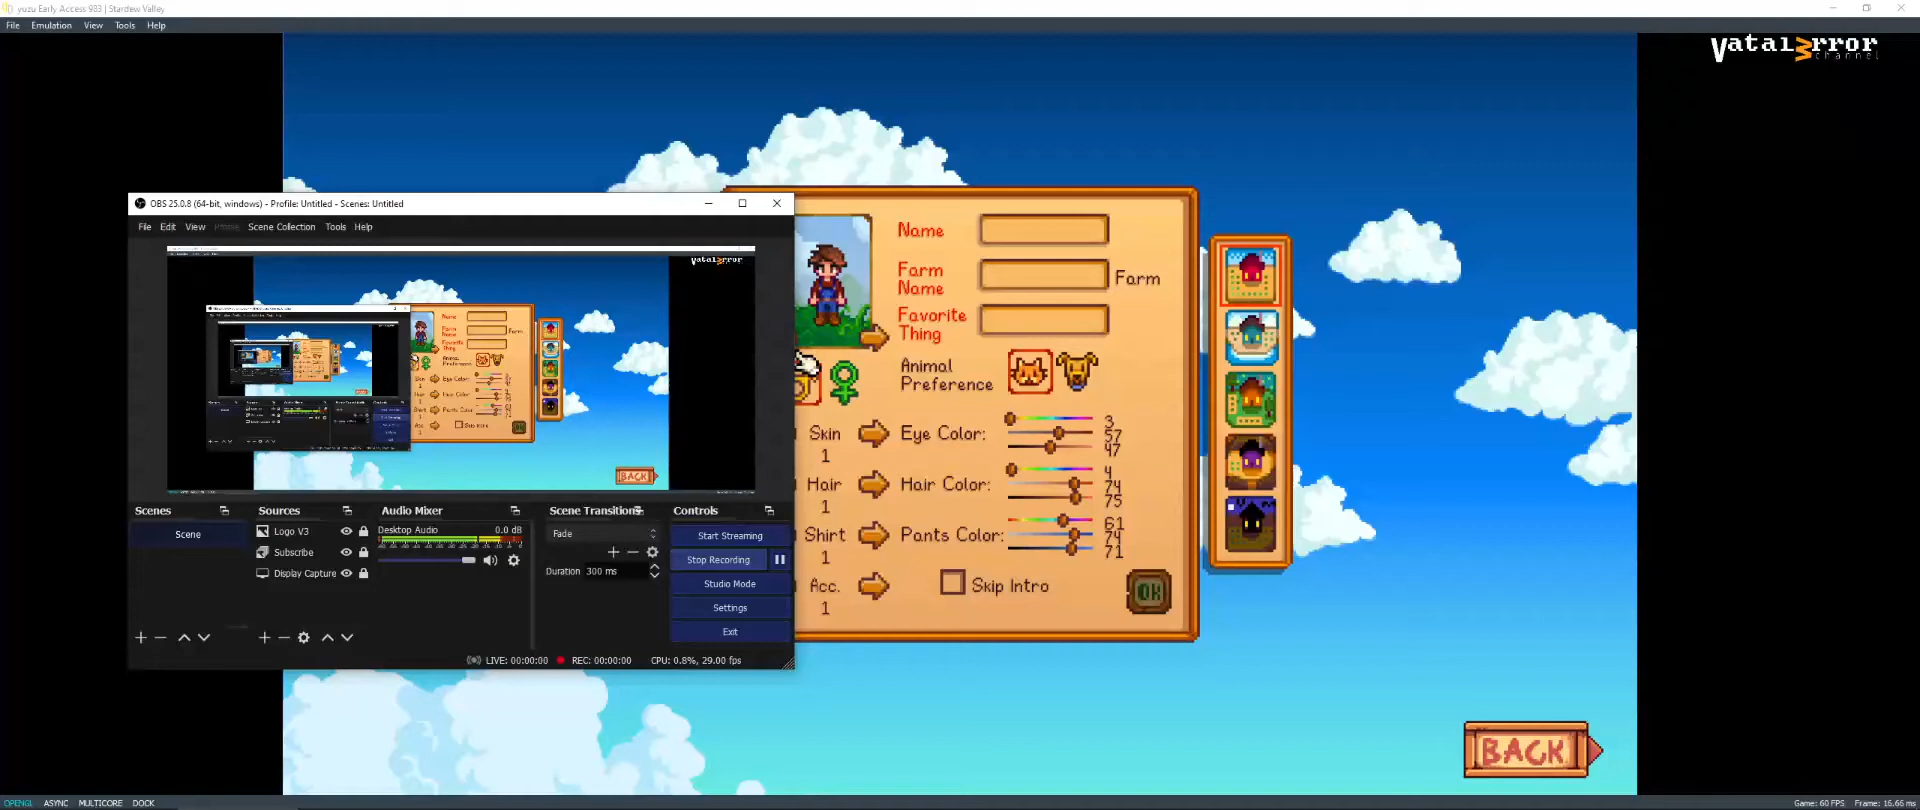 yuzu Early Access 983 | Stardew Valley
File Emulation View Tools Help
Vatal3rror
channel
OBS 25.0.8 (64-bit, windows) - Profile: Untitled - Scenes: Untitled
File Edit View Profile Scene Collection Tools Help
Vatal3rror
BACK
Scenes
Scene
Sources
Logo V3
Subscribe
Display Capture
Audio Mixer
Desktop Audio 0.0 dB
Scene Transitions
Fade
Duration 300 ms
Controls
Start Streaming
Stop Recording
Studio Mode
Settings
Exit
LIVE: 00:00:00 REC: 00:00:00 CPU: 0.8%, 29.00 fps
Name
Farm Name Farm
Favorite Thing
Animal Preference
Skin
1
Eye Color: 3 57 47
Hair
1
Hair Color: 4 74 75
Shirt
1
Pants Color: 61 74 71
Acc.
1
Skip Intro
OK
BACK
OPENGL ASYNC MULTICORE DOCK
Game: 60 FPS Frame: 16.66 ms